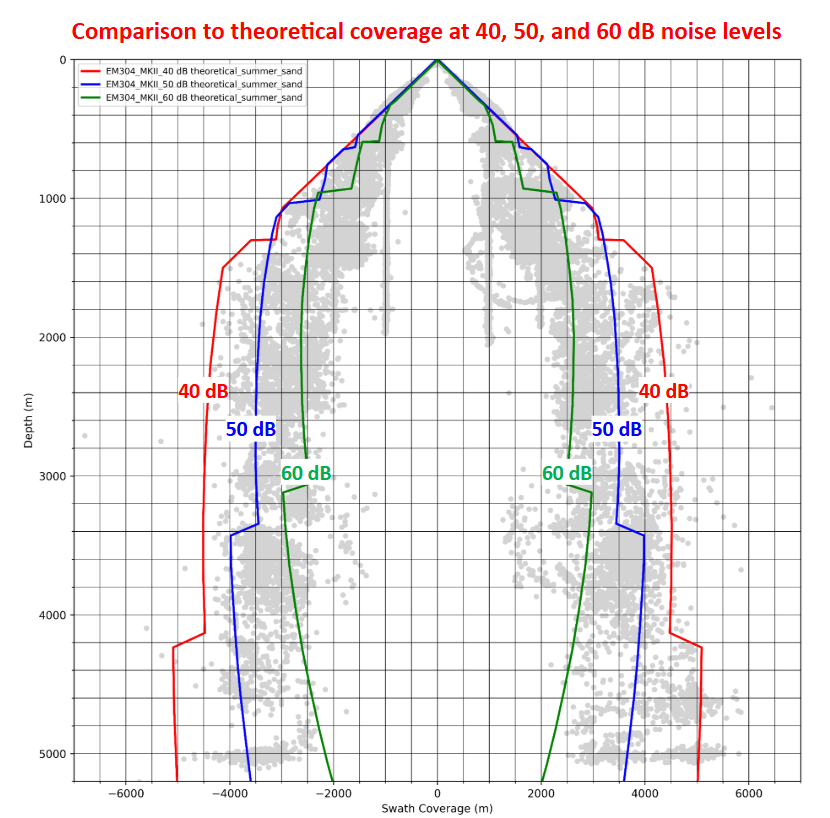 Comparison to theoretical coverage at 40, 50, and 60 dB noise levels
EM304_MKII_40 dB theoretical_summer_sand
EM304_MKII_50 dB theoretical_summer_sand
EM304_MKII_60 dB theoretical_summer_sand
0
1000
2000
3000
4000
5000
Depth (m)
40 dB
40 dB
50 dB
50 dB
60 dB
60 dB
−6000 −4000 −2000 0 2000 4000 6000
Swath Coverage (m)